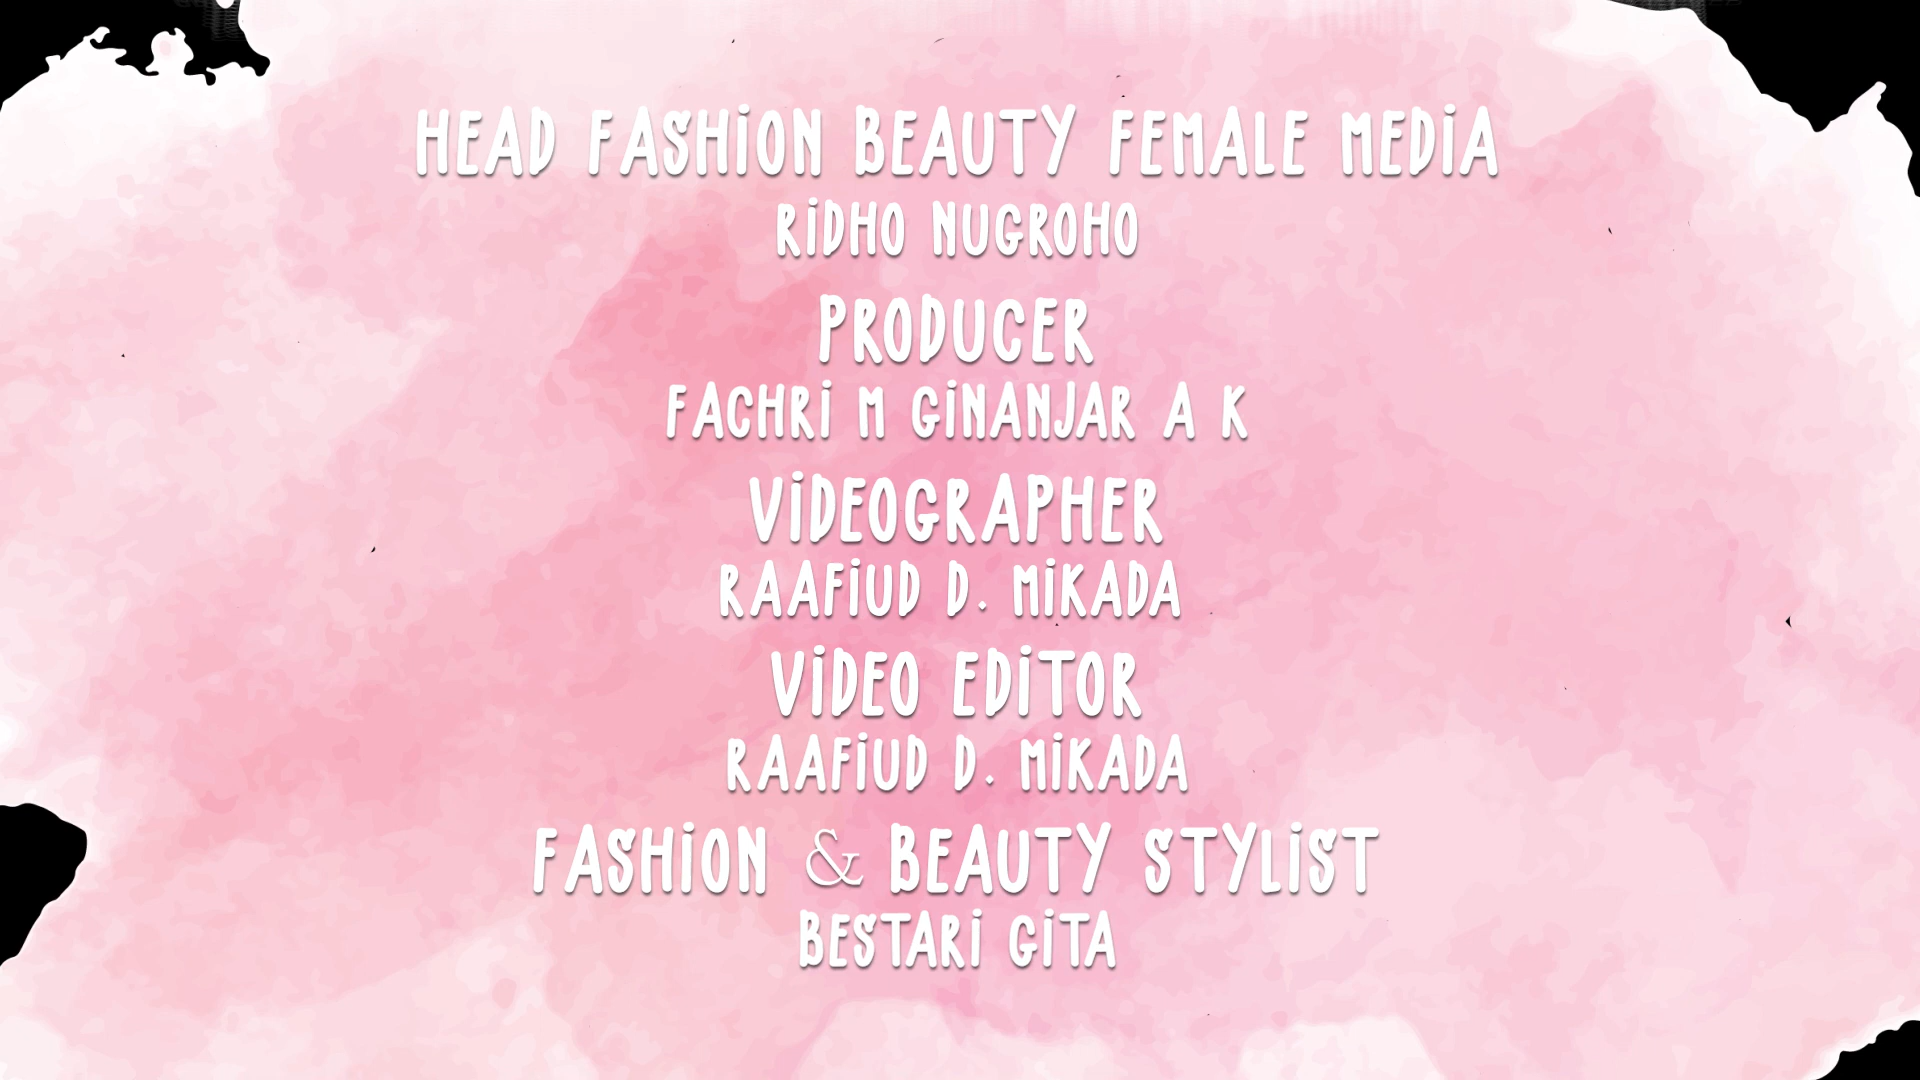 HEAD FASHiON BEAUTY FEMALE MEDiA
RiDHO NUGROHO
PRODUCER
FACHRi M GiNANJAR A K
ViDEOGRAPHER
RAAFiUD D. MiKADA
ViDEO EDiTOR
RAAFiUD D. MiKADA
FASHiON & BEAUTY STYLiST
BESTARi GiTA